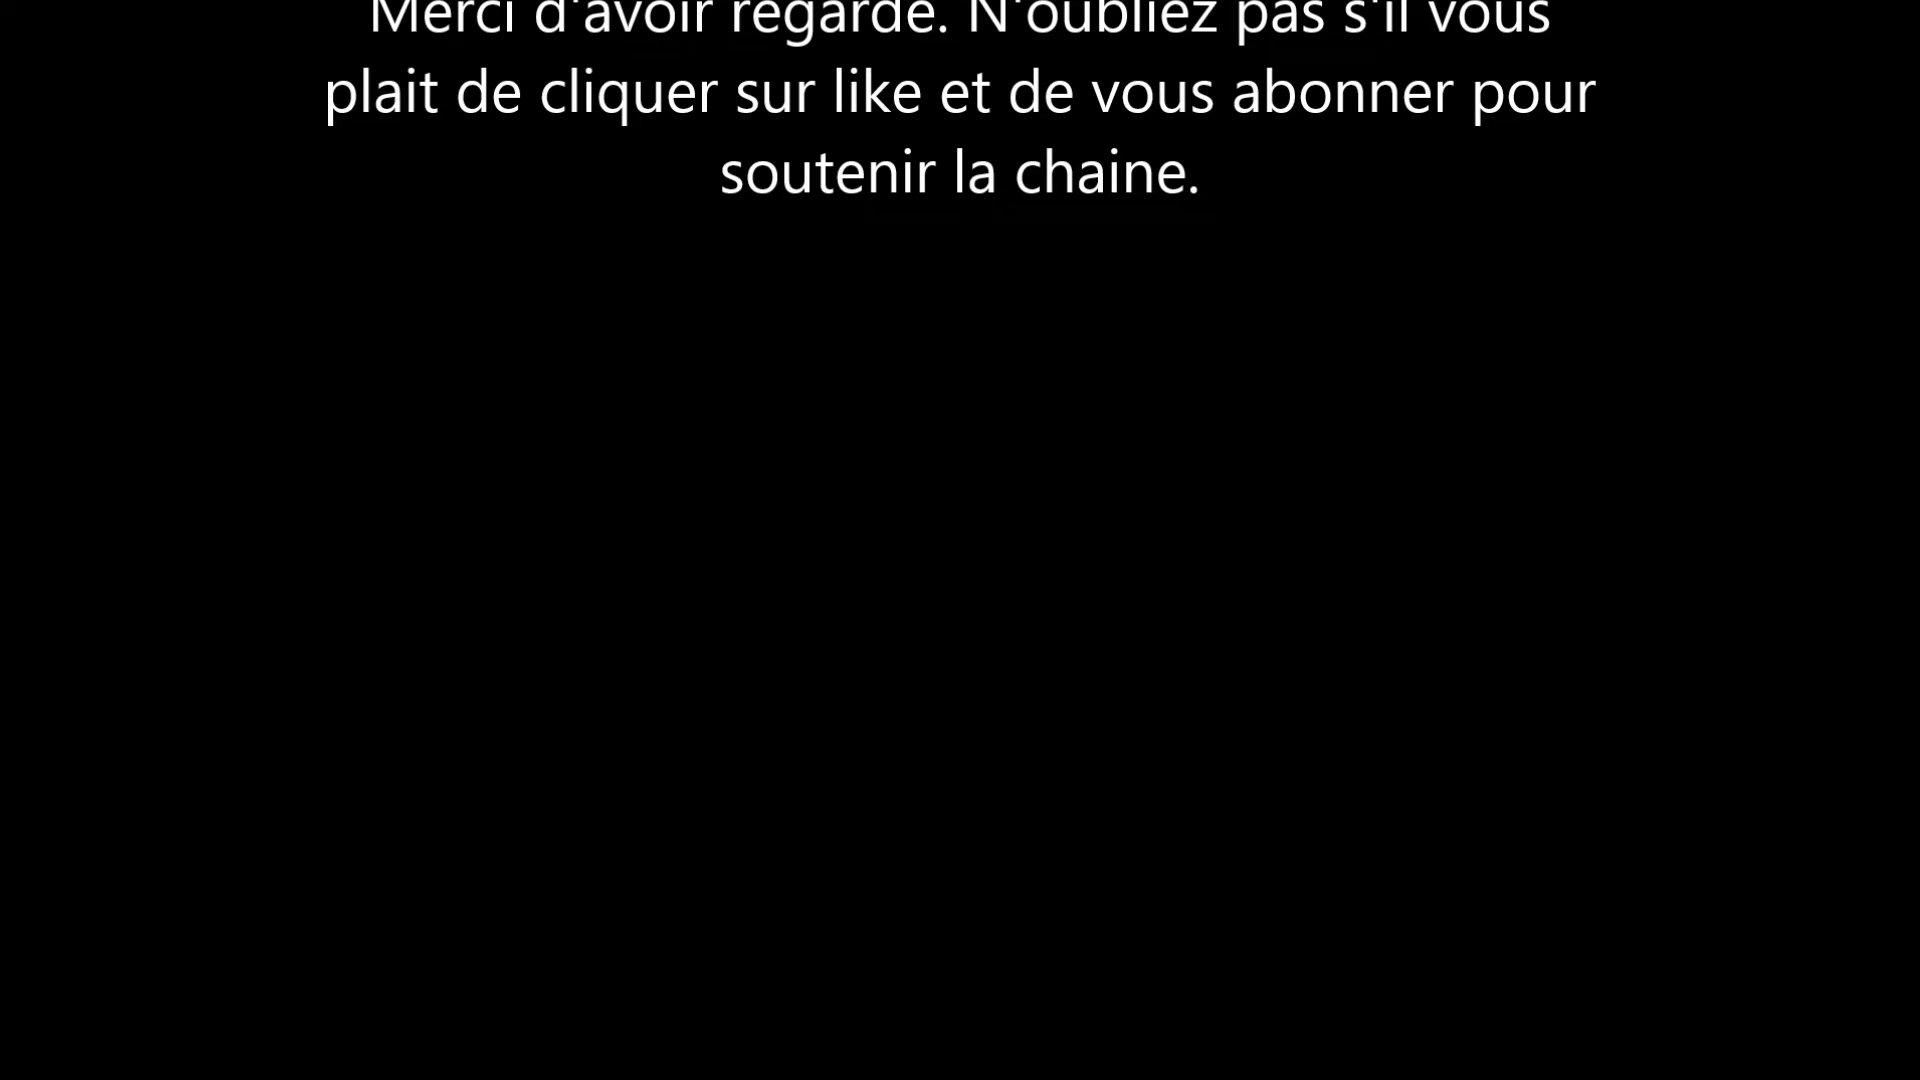 Merci d'avoir regardé. N'oubliez pas s'il vous
plait de cliquer sur like et de vous abonner pour
soutenir la chaine.